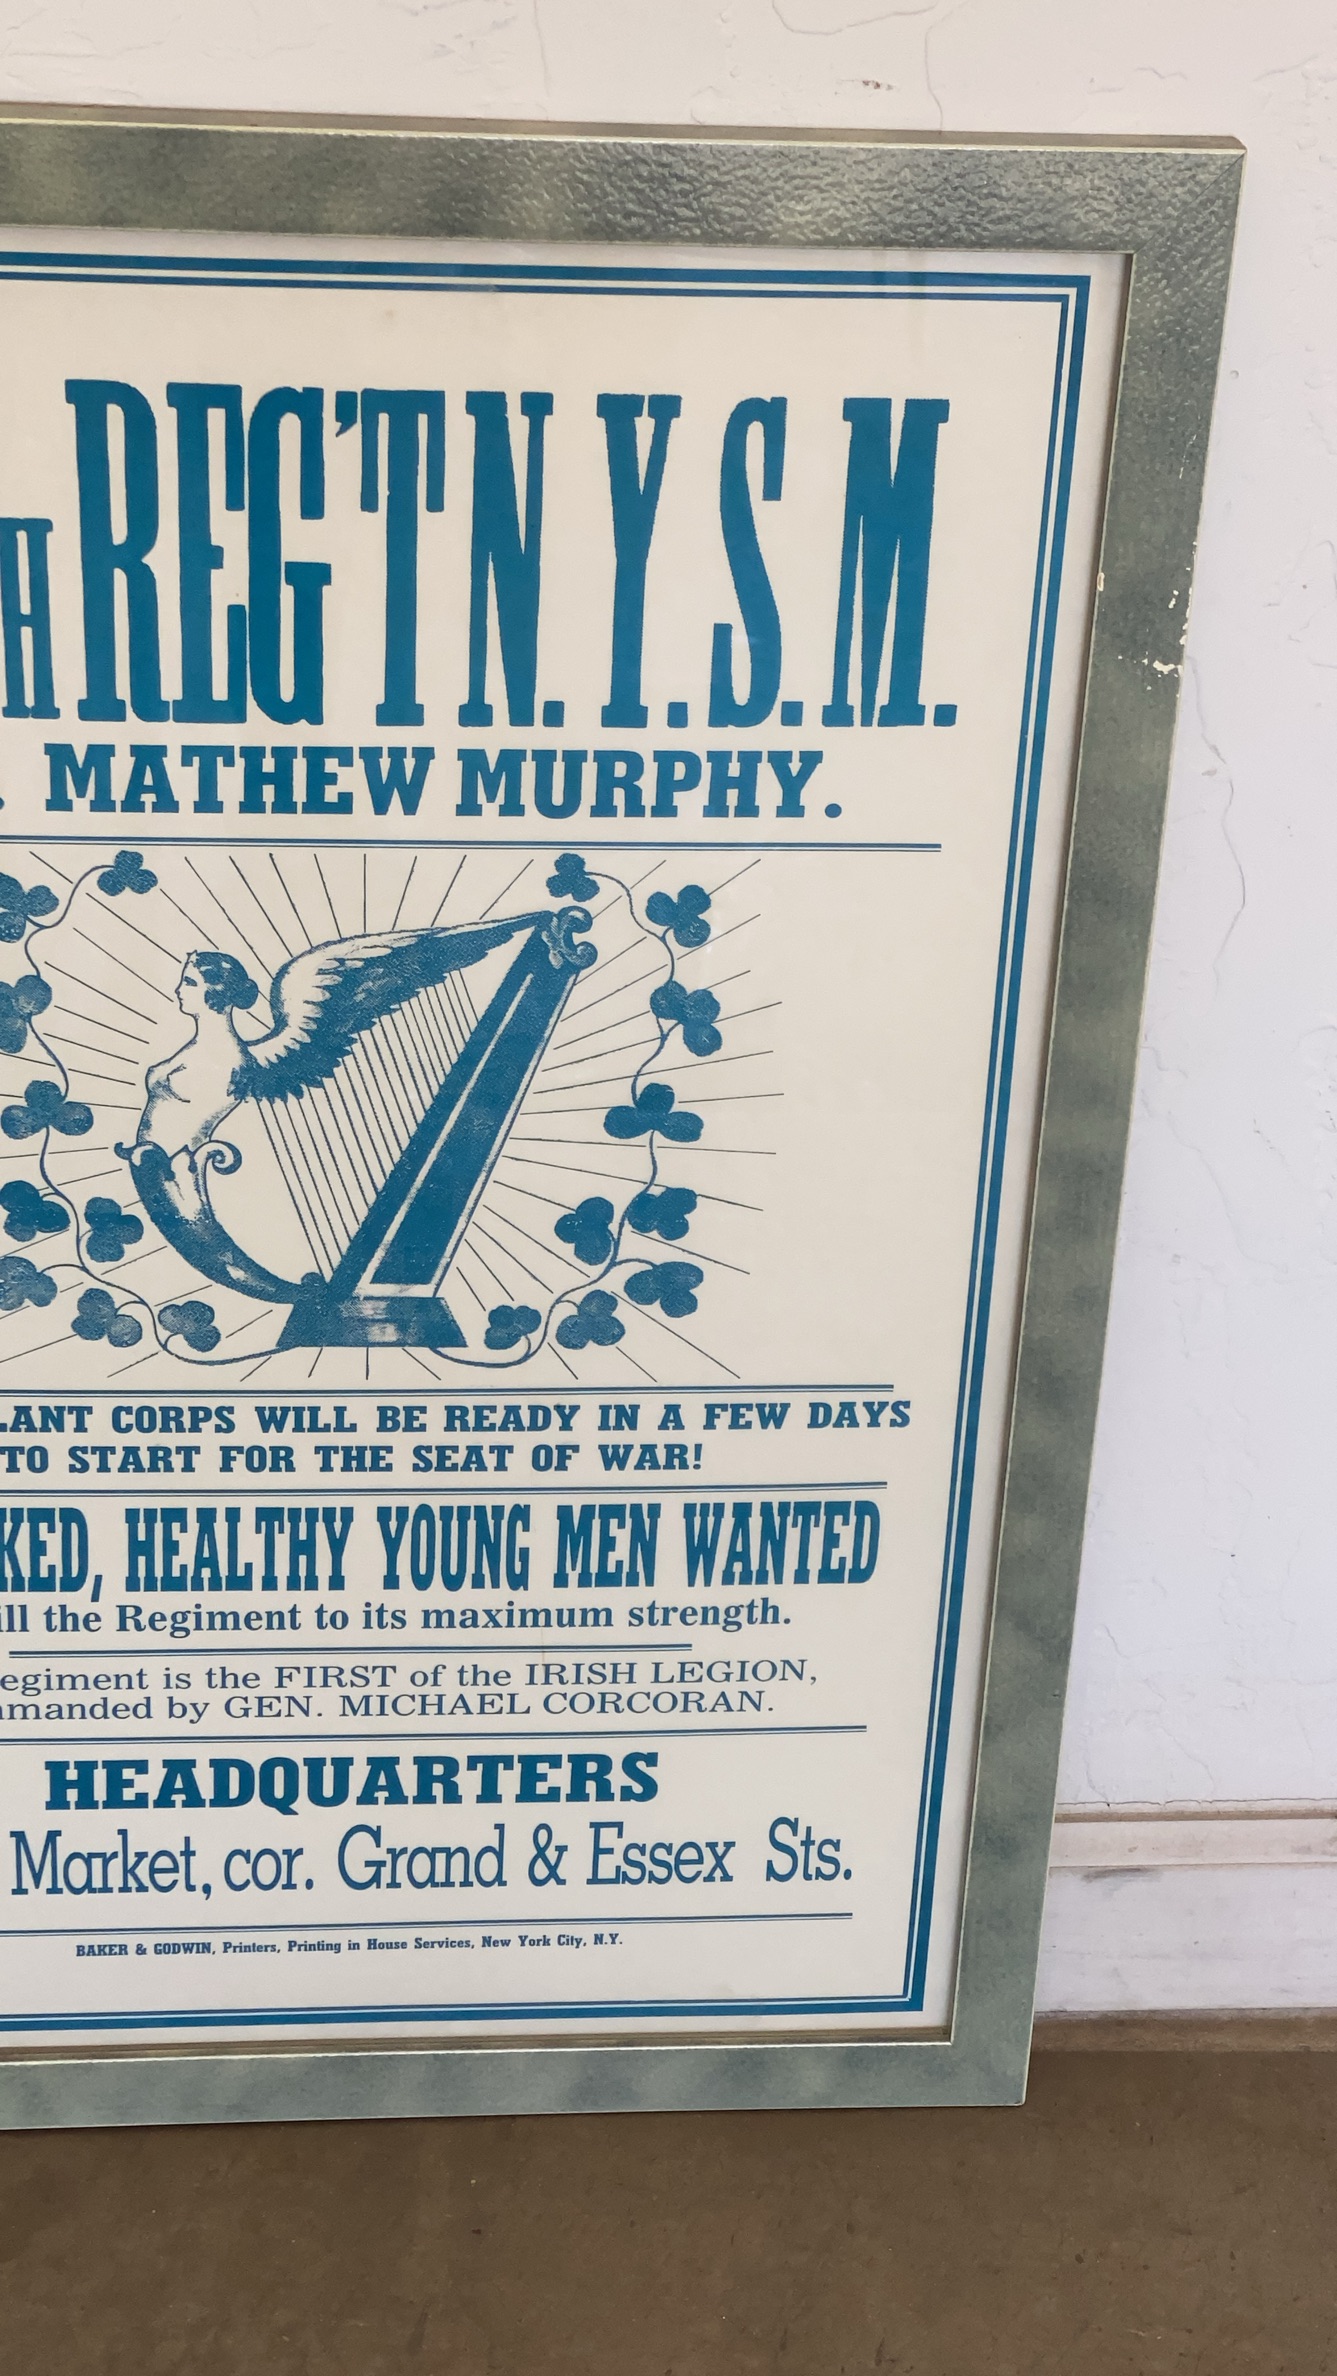 H REG'T N. Y. S. M.
. MATHEW MURPHY.
LANT CORPS WILL BE READY IN A FEW DAYS
TO START FOR THE SEAT OF WAR!
KED, HEALTHY YOUNG MEN WANTED
ill the Regiment to its maximum strength.
egiment is the FIRST of the IRISH LEGION,
manded by GEN. MICHAEL CORCORAN.
HEADQUARTERS
Market, cor. Grand & Essex Sts.
BAKER & GODWIN, Printers, Printing in House Services, New York City, N.Y.